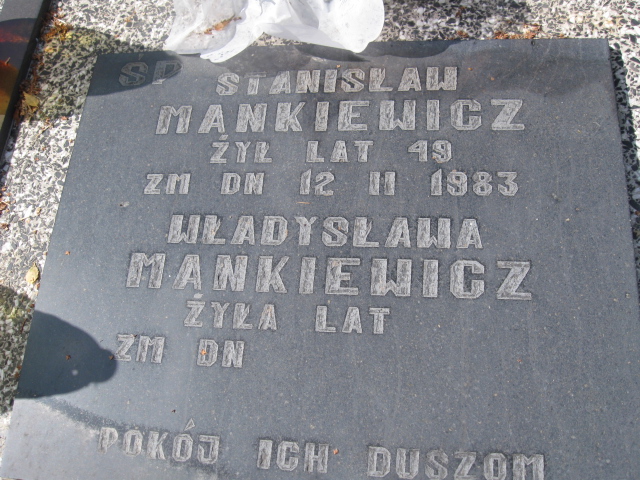 SP STANISŁAW
MANKIEWICZ
ŻYŁ LAT 49
ZM DN 12 II 1983
WŁADYSŁAWA
MANKIEWICZ
ŻYŁA LAT
ZM DN
POKÓJ ICH DUSZOM